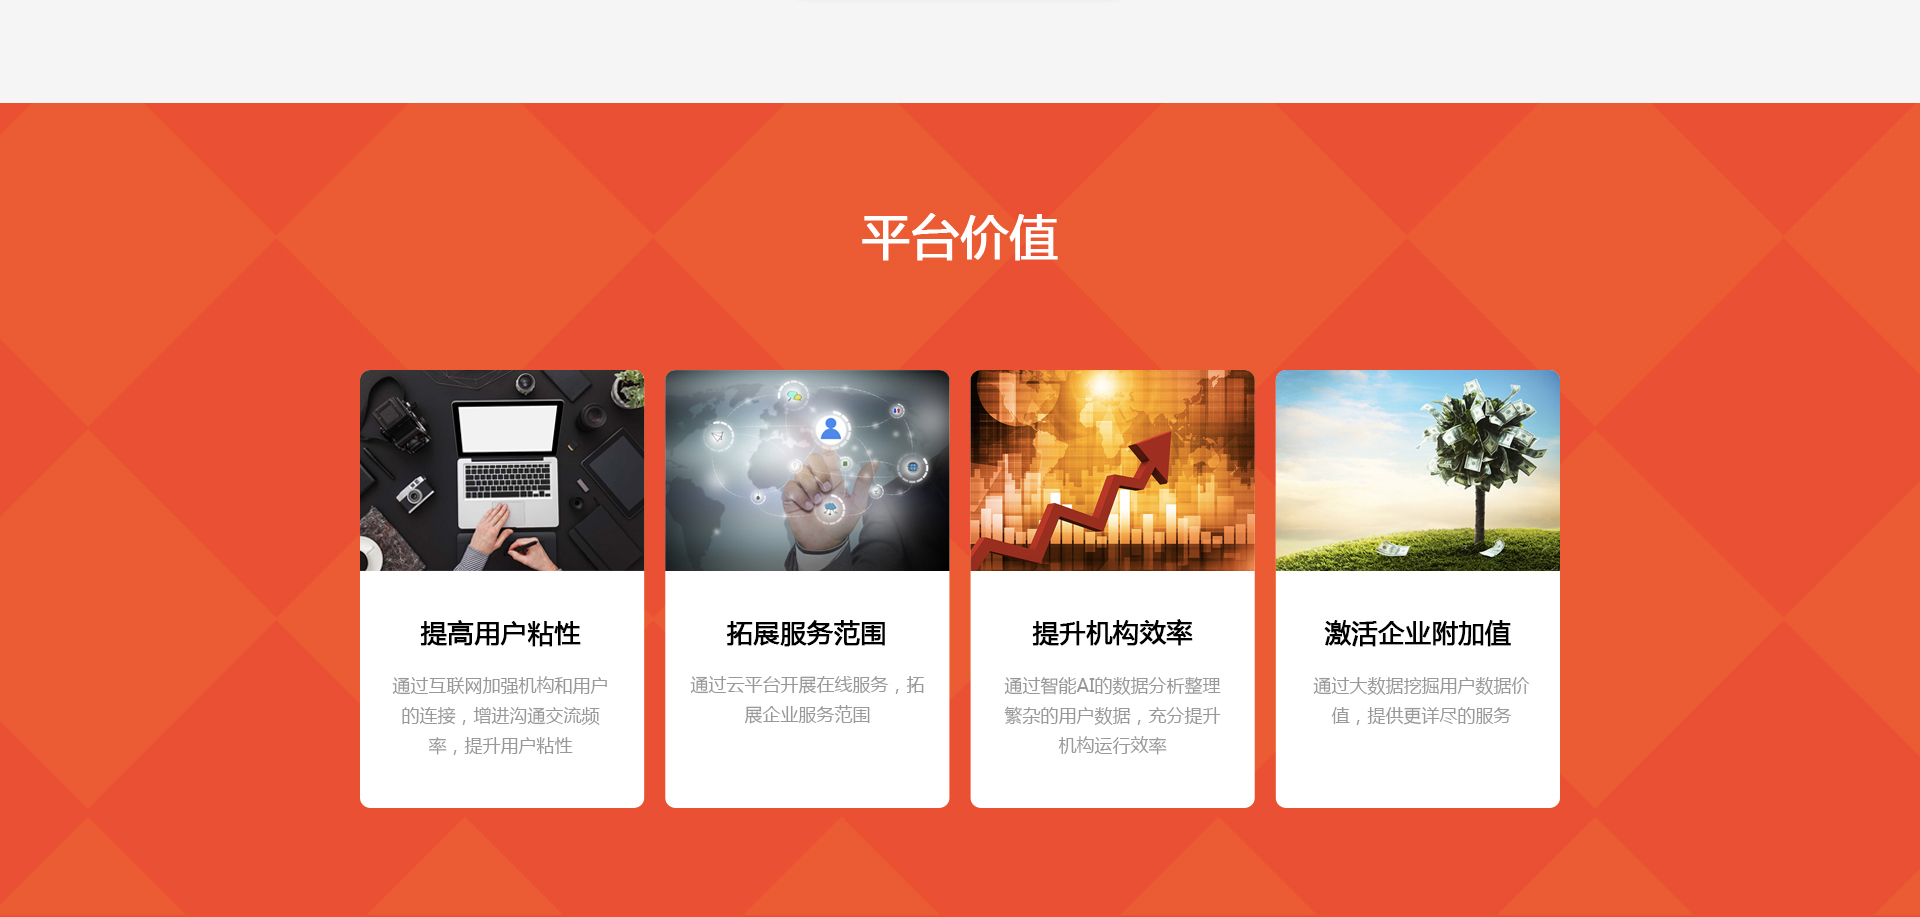 平台价值
提高用户粘性
通过互联网加强机构和用户
的连接，增进沟通交流频
率，提升用户粘性
拓展服务范围
通过云平台开展在线服务，拓
展企业服务范围
提升机构效率
通过智能AI的数据分析整理
繁杂的用户数据，充分提升
机构运行效率
激活企业附加值
通过大数据挖掘用户数据价
值，提供更详尽的服务